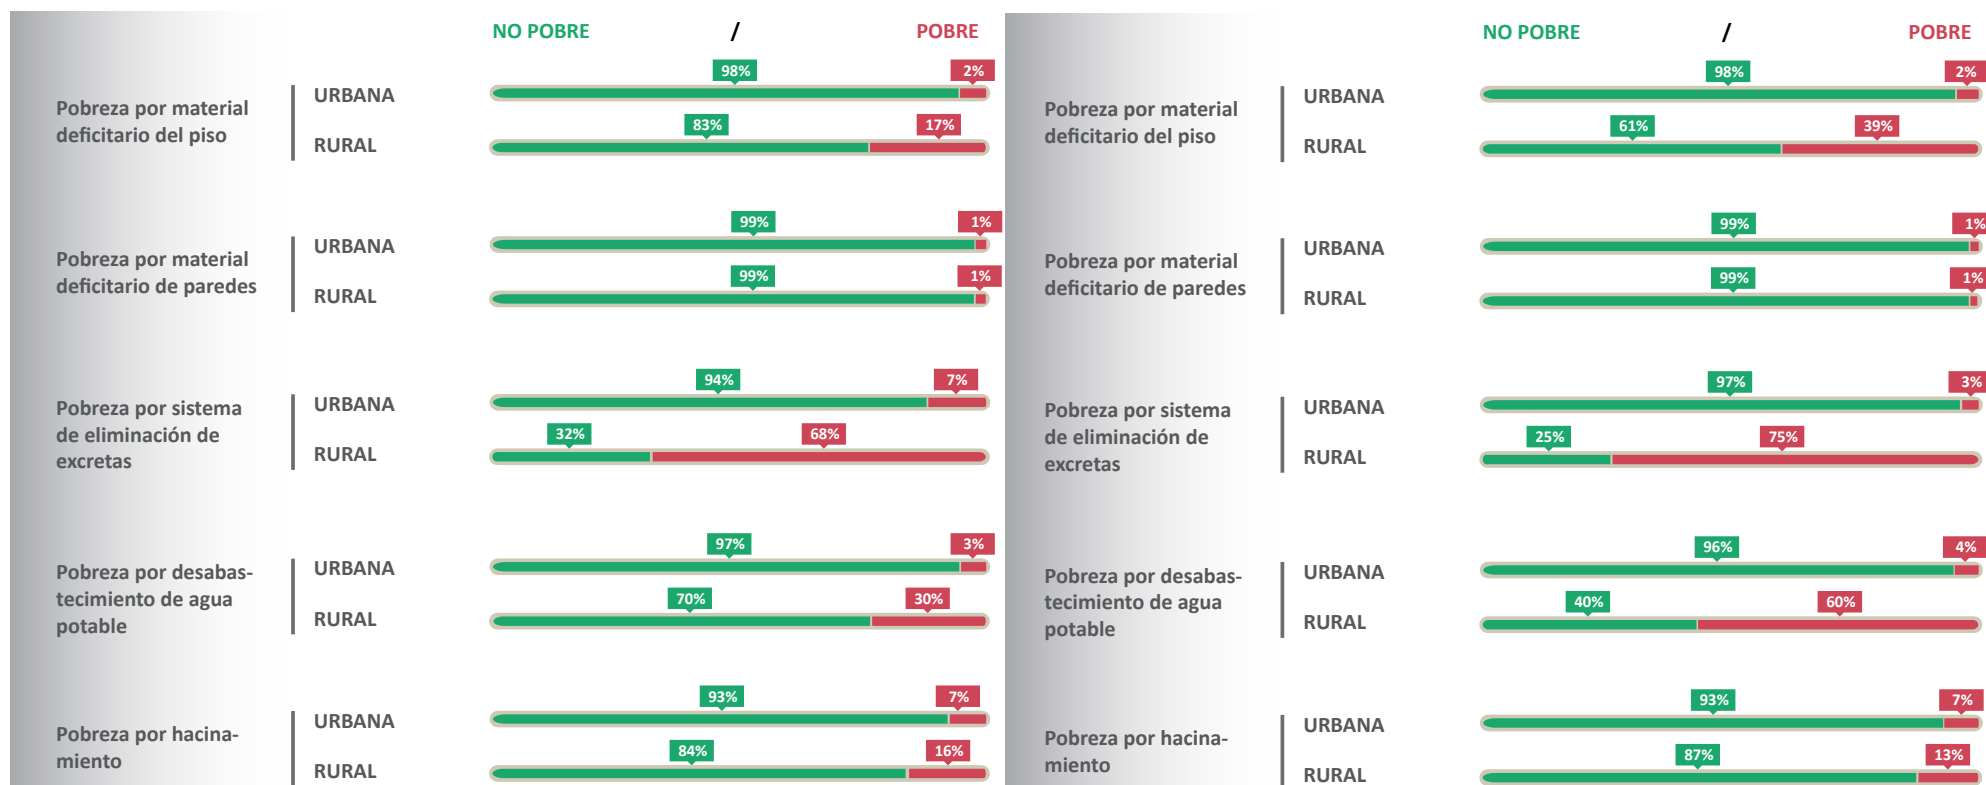 NO POBRE / POBRE
Pobreza por material
deficitario del piso
URBANA
98% 2%
RURAL
83% 17%
Pobreza por material
deficitario de paredes
URBANA
99% 1%
RURAL
99% 1%
Pobreza por sistema
de eliminación de
excretas
URBANA
94% 7%
RURAL
32% 68%
Pobreza por desabas-
tecimiento de agua
potable
URBANA
97% 3%
RURAL
70% 30%
Pobreza por hacina-
miento
URBANA
93% 7%
RURAL
84% 16%
NO POBRE / POBRE
Pobreza por material
deficitario del piso
URBANA
98% 2%
RURAL
61% 39%
Pobreza por material
deficitario de paredes
URBANA
99% 1%
RURAL
99% 1%
Pobreza por sistema
de eliminación de
excretas
URBANA
97% 3%
RURAL
25% 75%
Pobreza por desabas-
tecimiento de agua
potable
URBANA
96% 4%
RURAL
40% 60%
Pobreza por hacina-
miento
URBANA
93% 7%
RURAL
87% 13%